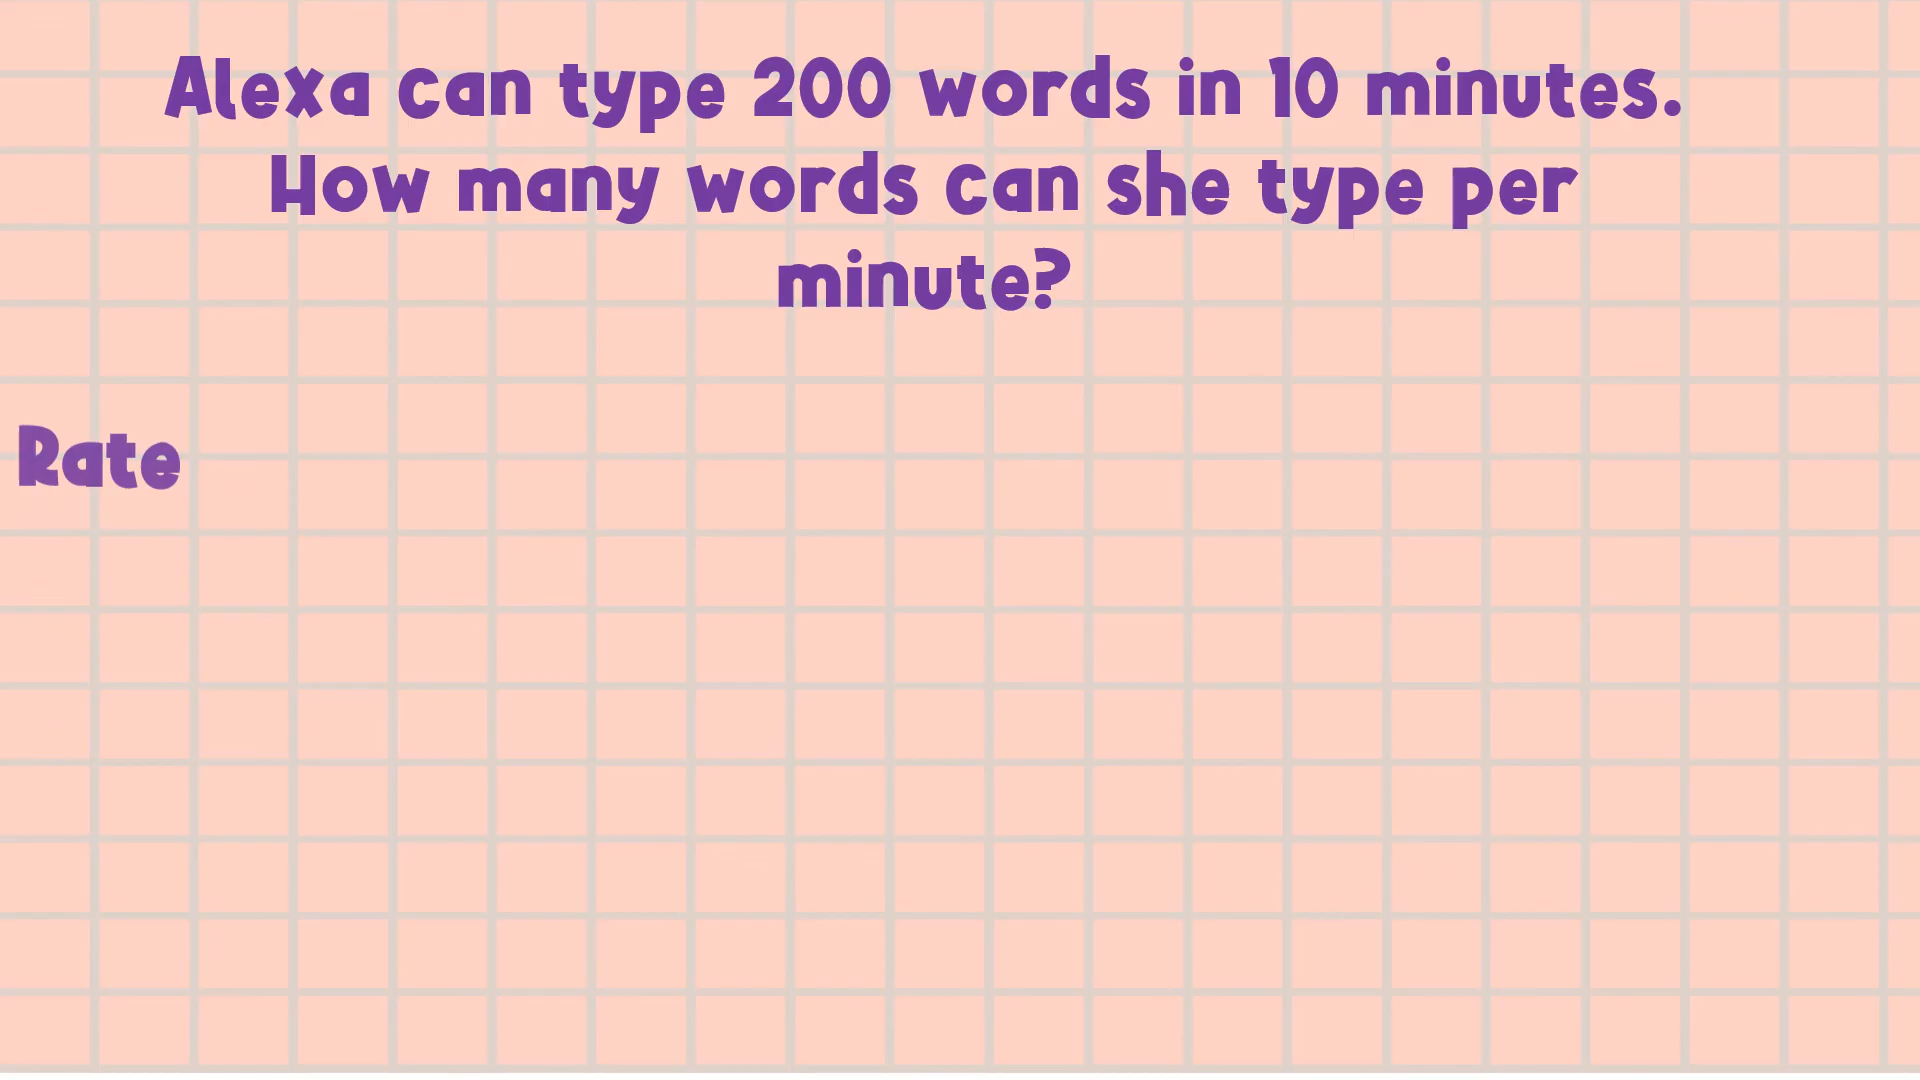 Alexa can type 200 words in 10 minutes.
How many words can she type per
minute?
Rate